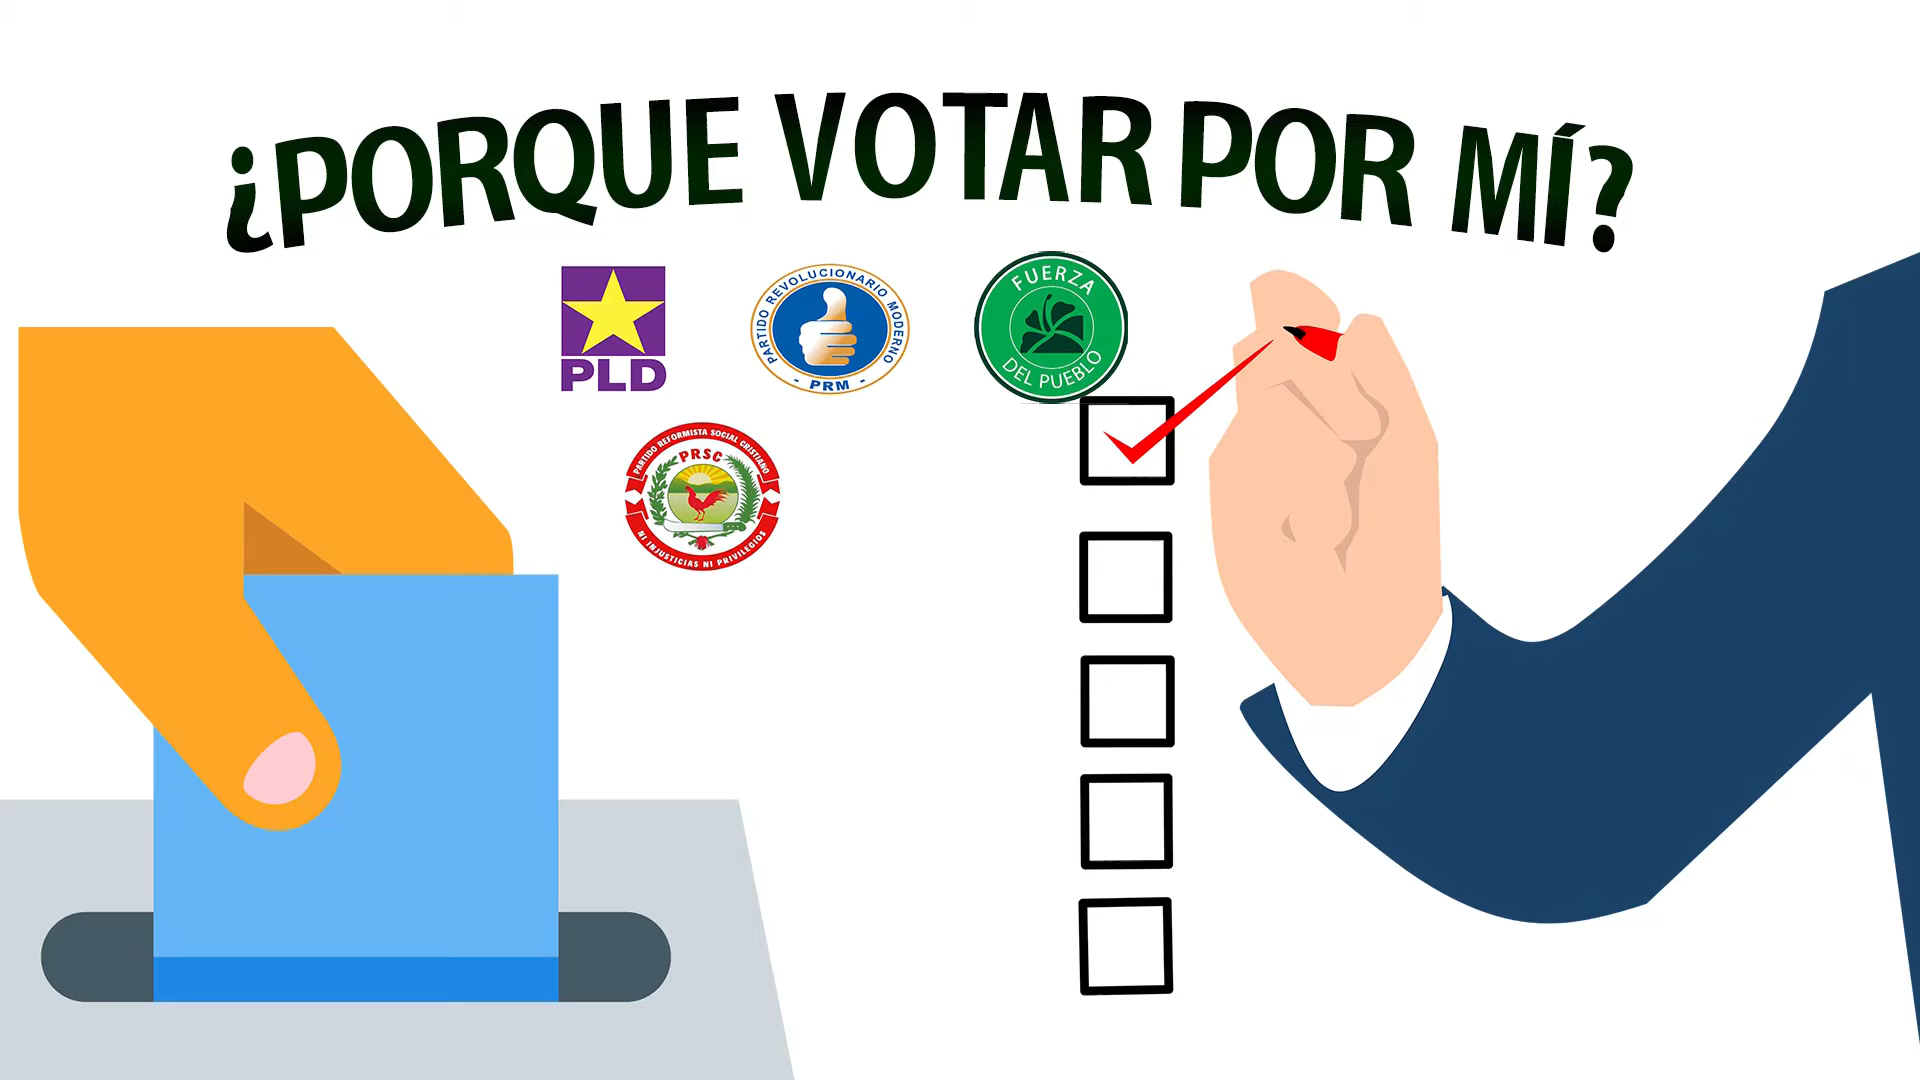 ¿PORQUE VOTAR POR MÍ?
PLD
PARTIDO REVOLUCIONARIO MODERNO
- PRM -
FUERZA
DEL PUEBLO
PARTIDO REFORMISTA SOCIAL CRISTIANO
PRSC
NI INJUSTICIAS NI PRIVILEGIOS